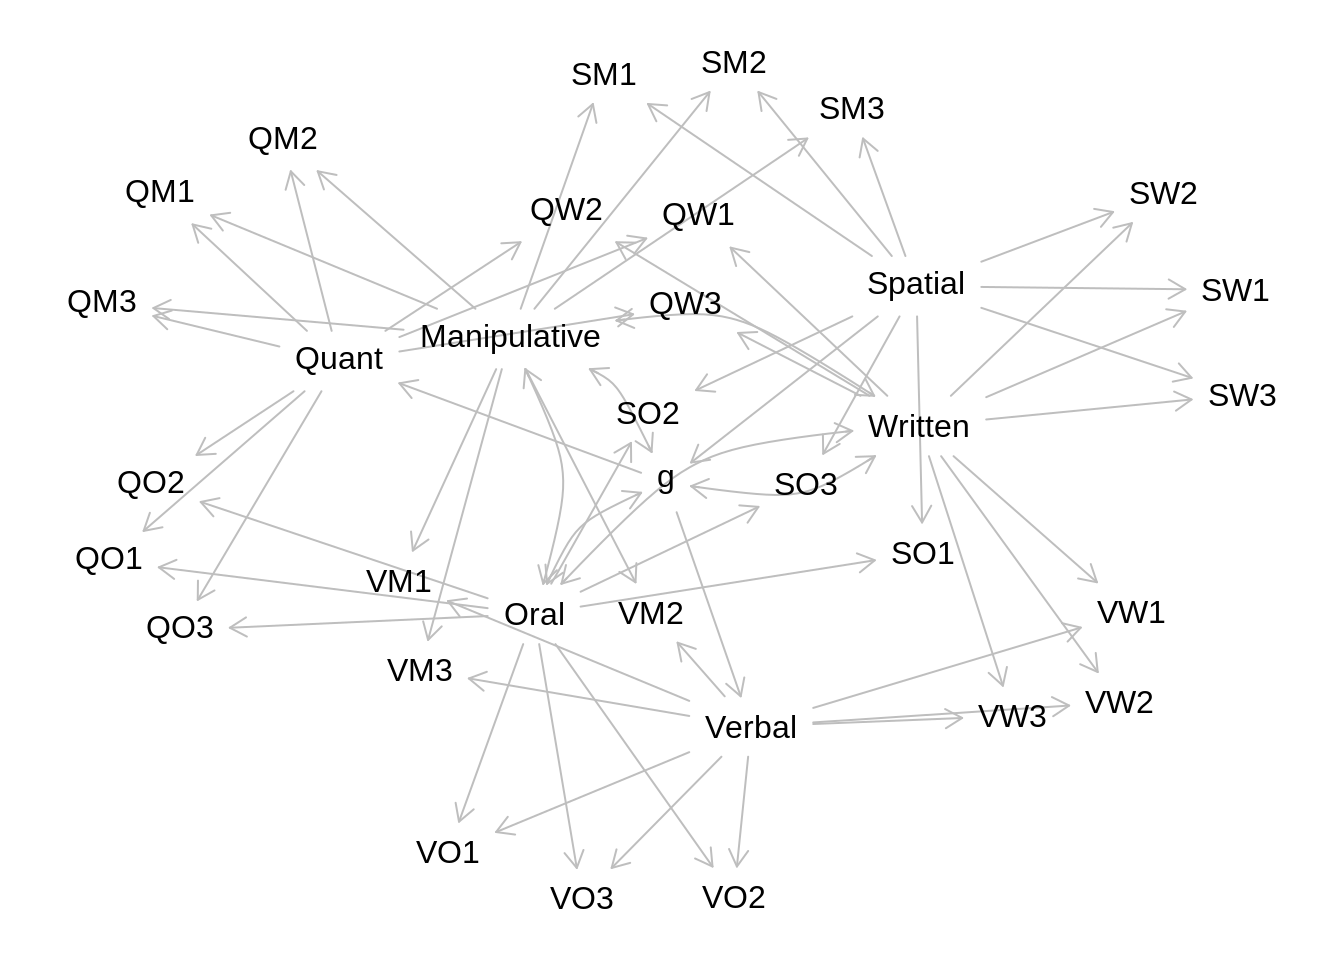 SM2
SM1
SM3
QM2
QM1
SW2
QW2
QW1
Spatial
SW1
QM3
QW3
Manipulative
Quant
SW3
SO2
Written
g
QO2
SO3
SO1
QO1
VM1
VW1
Oral
VM2
QO3
VM3
VW2
VW3
Verbal
VO1
VO2
VO3